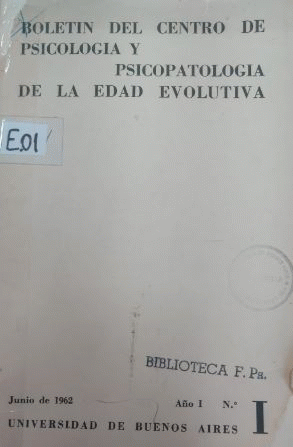 BOLETIN DEL CENTRO DE
PSICOLOGIA Y
PSICOPATOLOGIA
DE LA EDAD EVOLUTIVA
E.01
BIBLIOTECA F. Ps.
Junio de 1962 Año I N.º I
UNIVERSIDAD DE BUENOS AIRES